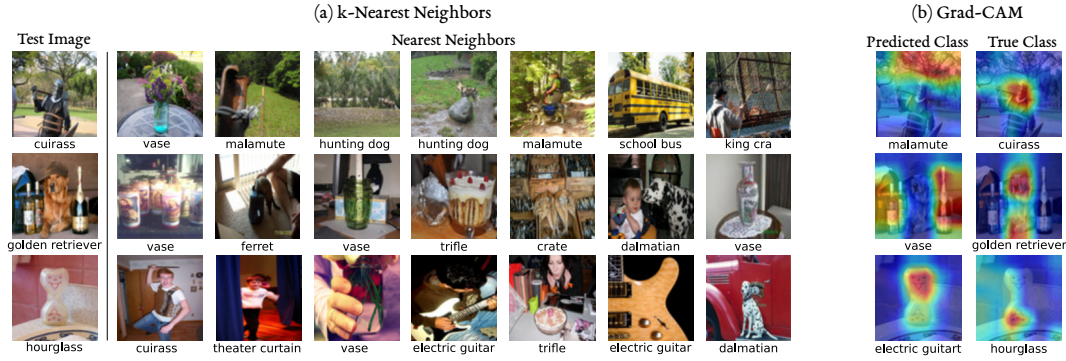 (a) k-Nearest Neighbors
(b) Grad-CAM
Test Image
Nearest Neighbors
Predicted Class
True Class
cuirass
vase
malamute
hunting dog
hunting dog
malamute
school bus
king cra
malamute
cuirass
golden retriever
vase
ferret
vase
trifle
crate
dalmatian
vase
vase
golden retriever
hourglass
cuirass
theater curtain
vase
electric guitar
trifle
electric guitar
dalmatian
electric guitart
hourglass